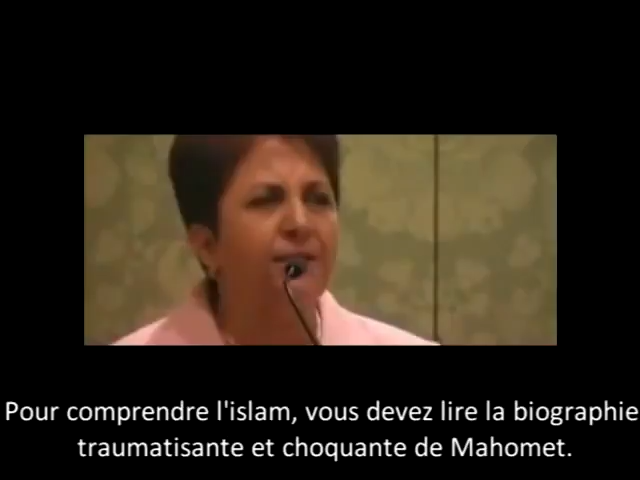 Pour comprendre l'islam, vous devez lire la biographie
traumatisante et choquante de Mahomet.